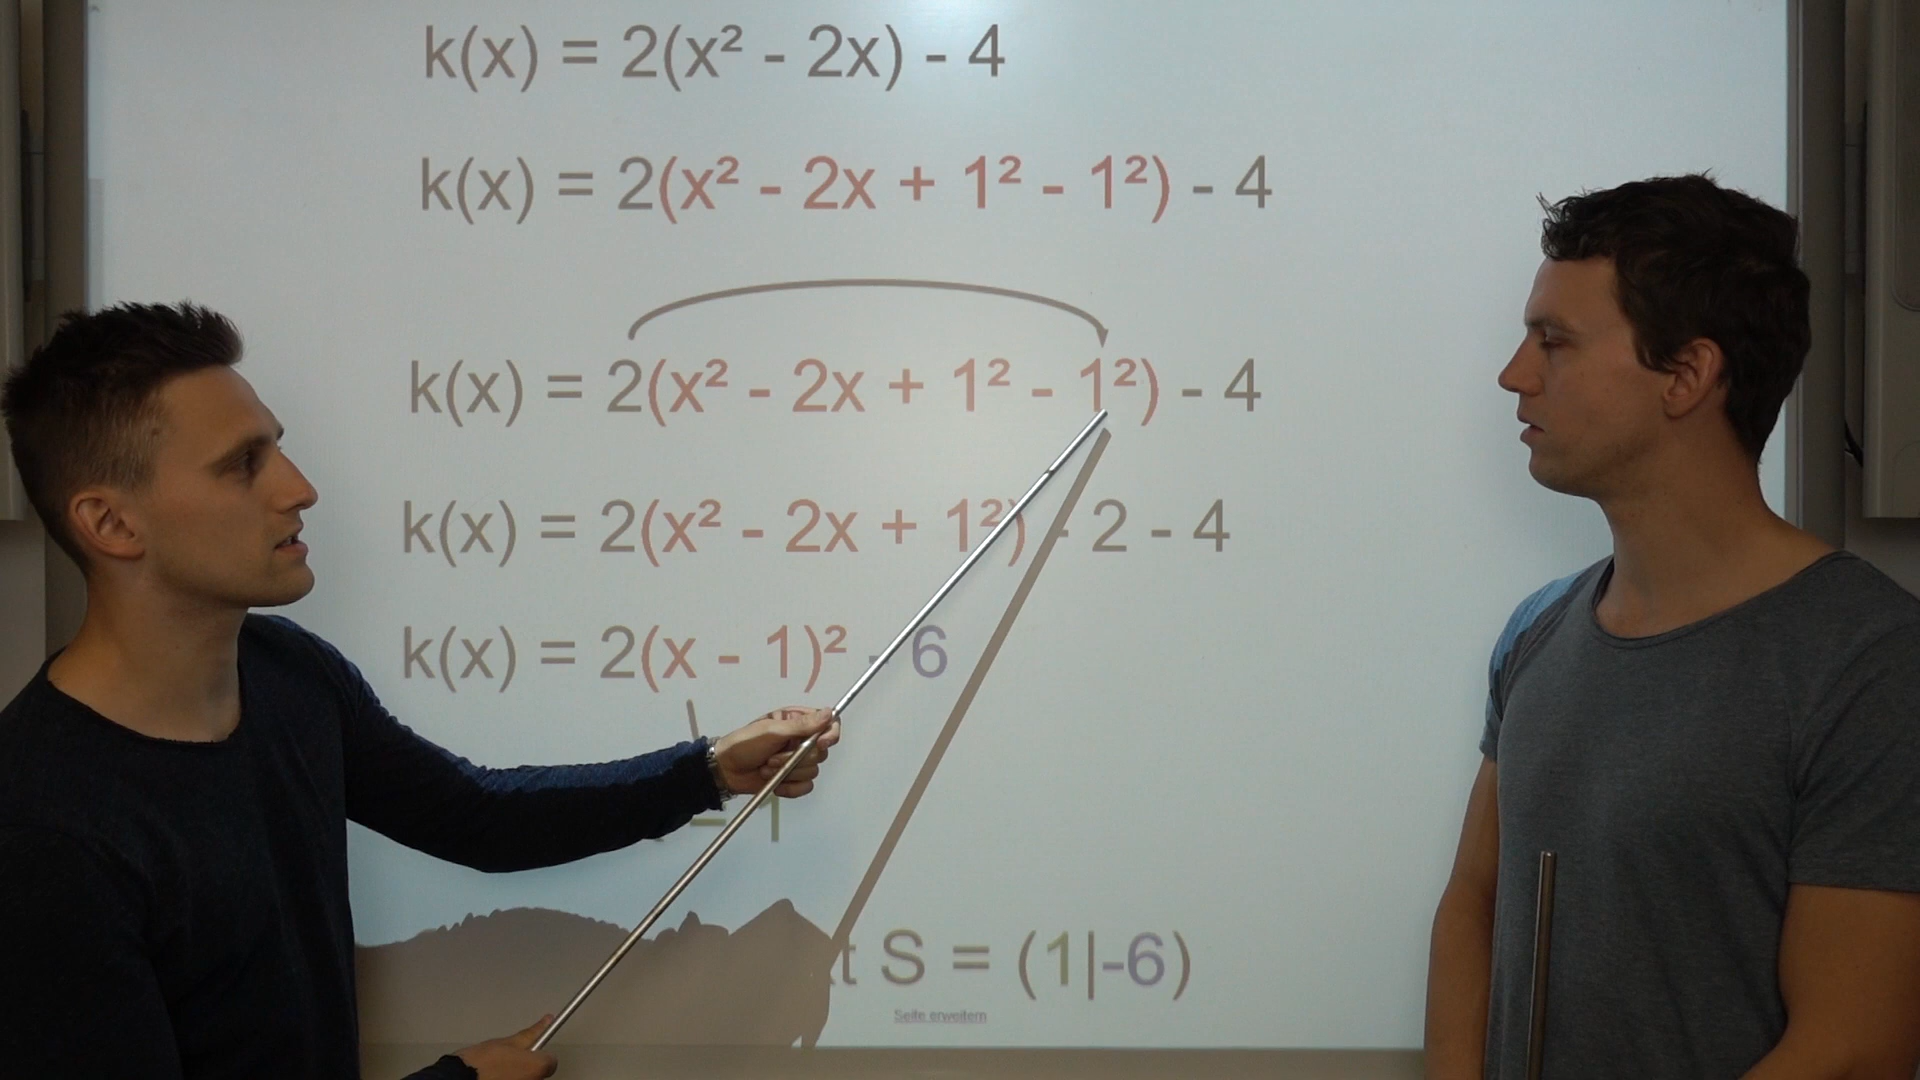 k(x) = 2(x² - 2x) - 4
k(x) = 2(x² - 2x + 1² - 1²) - 4
k(x) = 2(x² - 2x + 1² - 1²) - 4
k(x) = 2(x² - 2x + 1²) - 2 - 4
k(x) = 2(x - 1)² - 6
= 1
S = (1|-6)
Seite erweitern